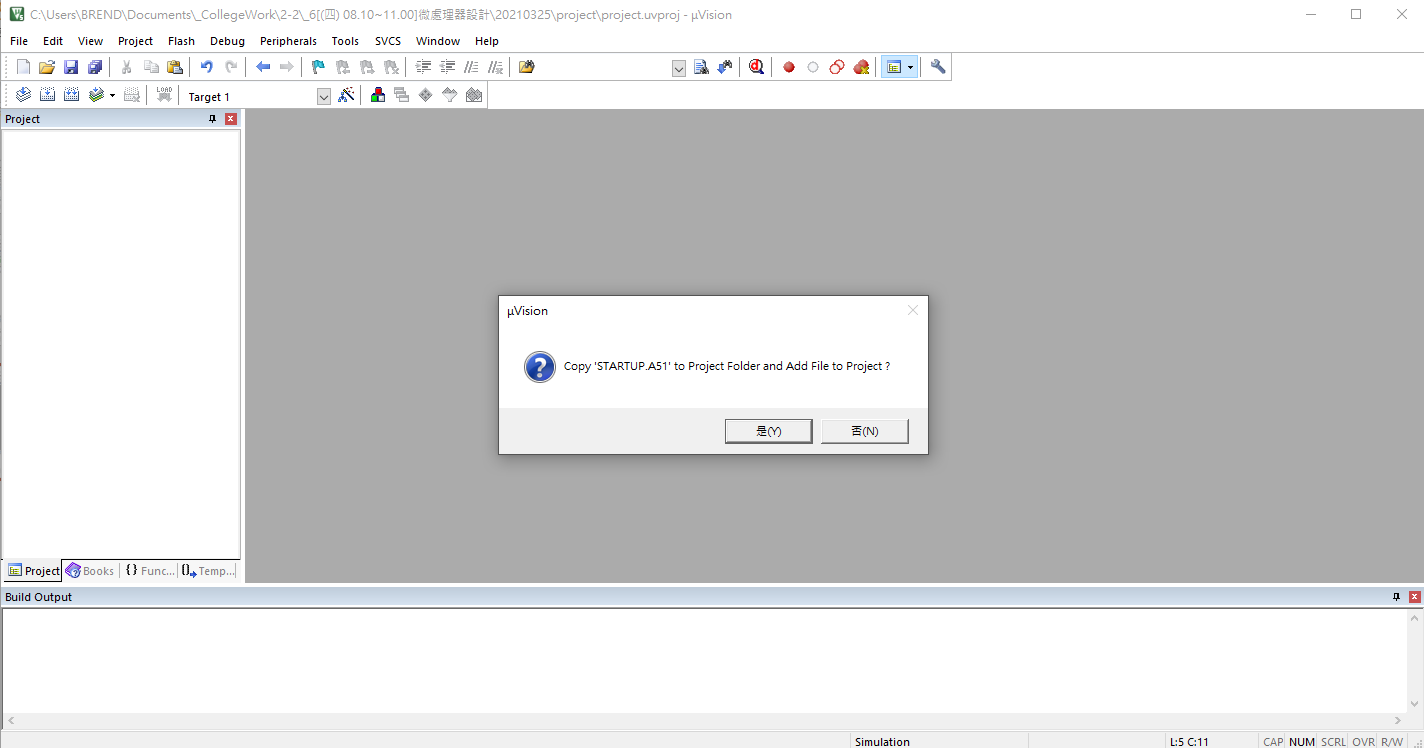 C:\Users\BREND\Documents\_CollegeWork\2-2\_6[(四) 08.10~11.00]微處理器設計\20210325\project\project.uvproj - µVision
File Edit View Project Flash Debug Peripherals Tools SVCS Window Help
LOAD Target 1
Project
µVision
Copy 'STARTUP.A51' to Project Folder and Add File to Project ?
是(Y) 否(N)
Project Books {} Func... Temp...
Build Output
Simulation L:5 C:11 CAP NUM SCRL OVR R/W